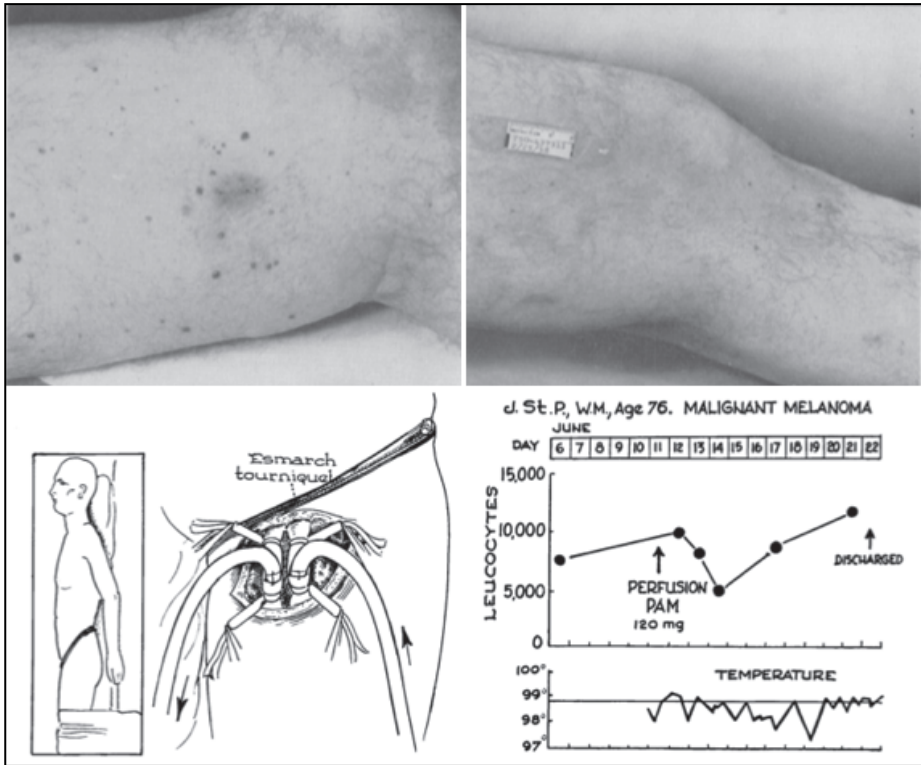 Esmarch
tourniquet
J. St. P., W.M., Age 76. MALIGNANT MELANOMA
JUNE
DAY 6 7 8 9 10 11 12 13 14 15 16 17 18 19 20 21 22
15,000
10,000
5,000
0
LEUCOCYTES
PERFUSION
PAM
120 mg
DISCHARGED
TEMPERATURE
100°
99°
98°
97°